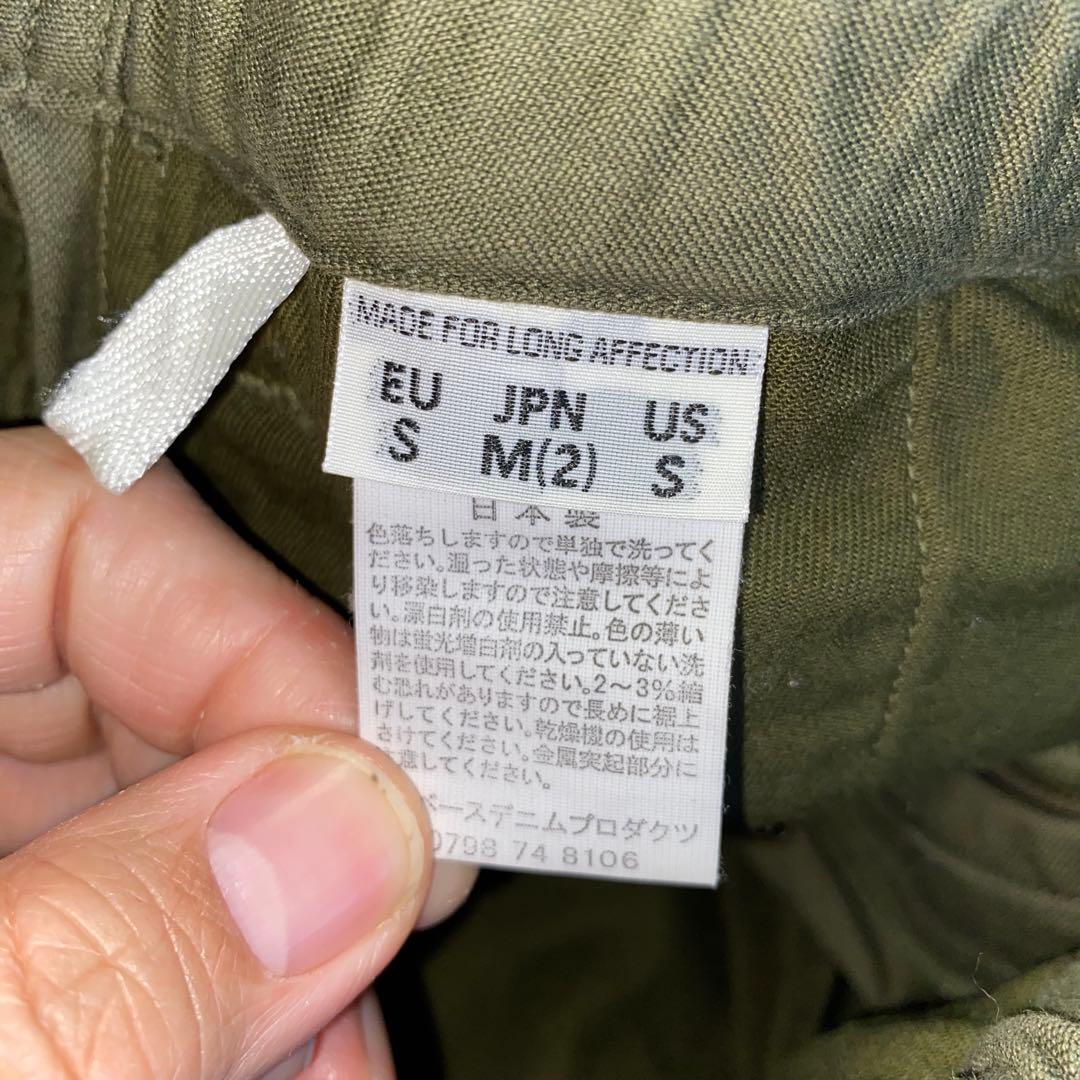 MADE FOR LONG AFFECTION
EU JPN US
S M(2) S
日本製
色落ちしますので単独で洗ってく
ださい。湿った状態や摩擦等によ
り移染しますので注意してくださ
い。漂白剤の使用禁止。色の薄い
物は蛍光増白剤の入っていない洗
剤を使用してください。2〜3%縮
む恐れがありますので長めに裾上
げしてください。乾燥機の使用は
さけてください。金属突起部分に
注意してください。
ベースデニムプロダクツ
0798 74 8106